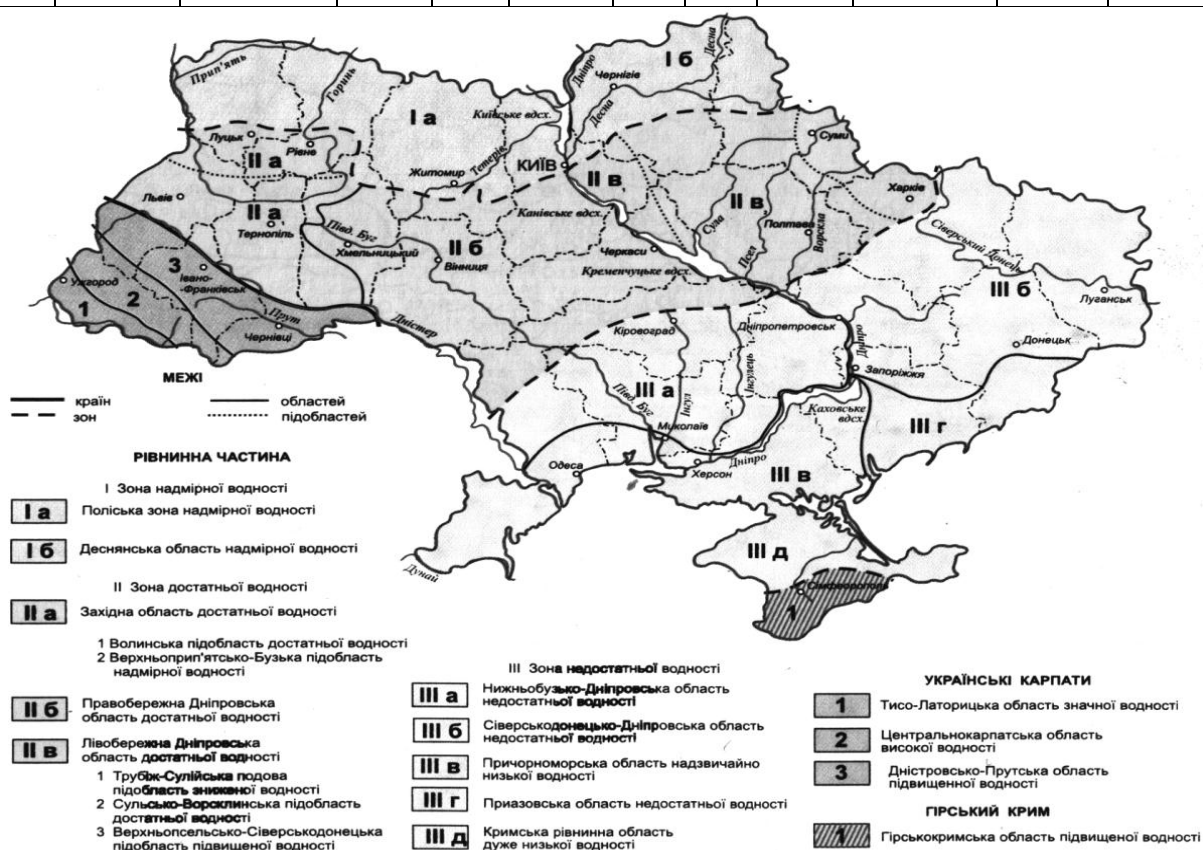 Прип'ять
Горинь
І а
Київське вдсх.
Дніпро
Чернігів
Десна
І б
Десна
Луцьк
Рівне
ІІ а
Житомир
Тетерів
КИЇВ
ІІ в
Суми
Харків
Львів
ІІ а
Тернопіль
Півд. Буг
Хмельницький
ІІ б
Вінниця
Канівське вдсх.
Черкаси
Сула
ІІ в
Псел
Полтава
Ворскла
Сіверський Донець
Кременчуцьке вдсх.
ІІІ б
Луганськ
Донецьк
Ужгород
1
2
3
Івано-
Франківськ
Прут
Чернівці
Дністер
Кіровоград
Дніпропетровськ
Дніпро
Запоріжжя
Інгулець
ІІІ а
Півд. Буг
Інгул
Миколаїв
Каховське
вдсх.
ІІІ г
Одеса
Херсон
Дніпро
ІІІ в
Дунай
ІІІ д
Сімферополь
1
МЕЖІ
країн
областей
зон
підобластей
РІВНИННА ЧАСТИНА
І Зона надмірної водності
І а Поліська зона надмірної водності
І б Деснянська область надмірної водності
ІІ Зона достатньої водності
ІІ а Західна область достатньої водності
1 Волинська підобласть достатньої водності
2 Верхньоприп'ятсько-Бузька підобласть
надмірної водності
ІІ б Правобережна Дніпровська
область достатньої водності
ІІ в Лівобережна Дніпровська
область достатньої водності
1 Трубіж-Сулійська подова
підобласть зниженої водності
2 Сульсько-Ворсклинська підобласть
достатньої водності
3 Верхньопсельсько-Сіверськодонецька
підобласть підвищеної водності
ІІІ Зона недостатньої водності
ІІІ а Нижньобузько-Дніпровська область
недостатньої водності
ІІІ б Сіверськодонецько-Дніпровська область
недостатньої водності
ІІІ в Причорноморська область надзвичайно
низької водності
ІІІ г Приазовська область недостатньої водності
ІІІ д Кримська рівнинна область
дуже низької водності
УКРАЇНСЬКІ КАРПАТИ
1 Тисо-Латорицька область значної водності
2 Центральнокарпатська область
високої водності
3 Дністровсько-Прутська область
підвищеної водності
ГІРСЬКИЙ КРИМ
1 Гірськокримська область підвищеної водності